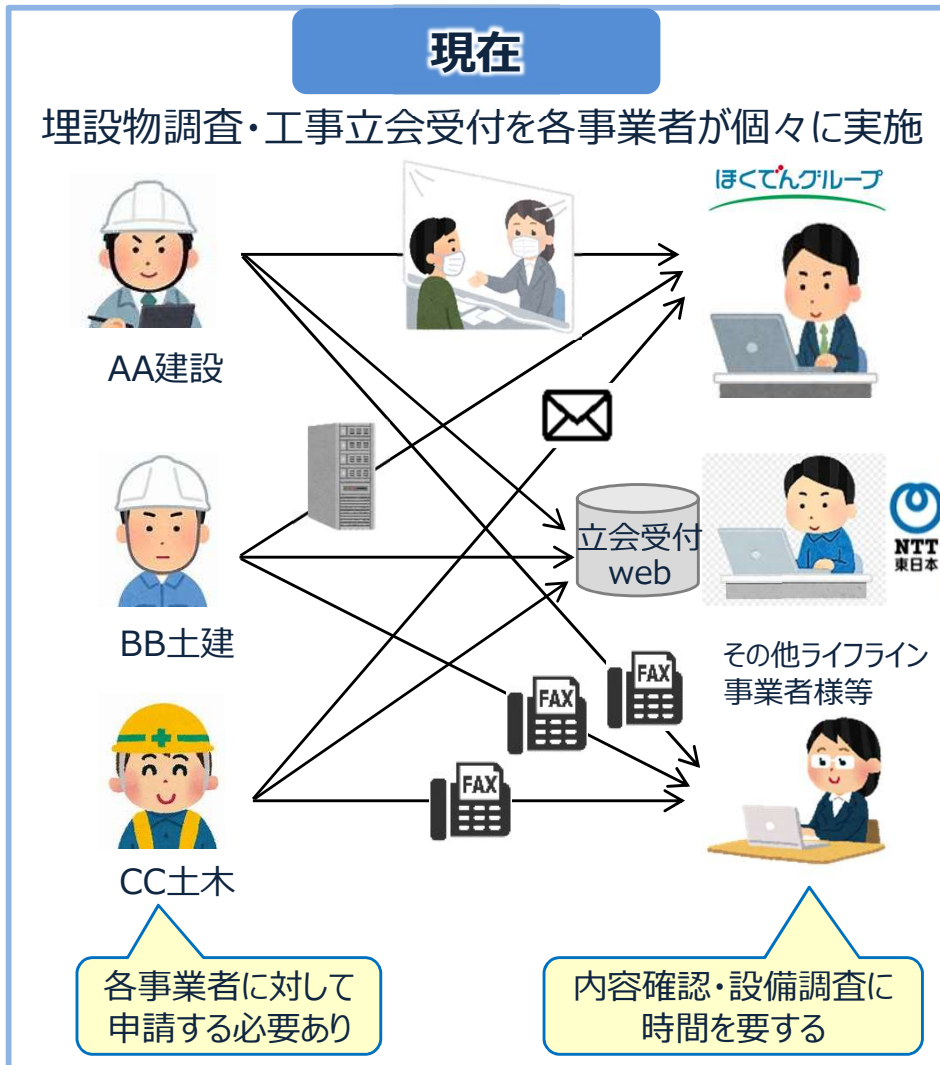 現在
埋設物調査・工事立会受付を各事業者が個々に実施
ほくでんグループ
AA建設
立会受付
web
NTT
東日本
BB土建
その他ライフライン
事業者様等
FAX
FAX
FAX
CC土木
各事業者に対して
申請する必要あり
内容確認・設備調査に
時間を要する